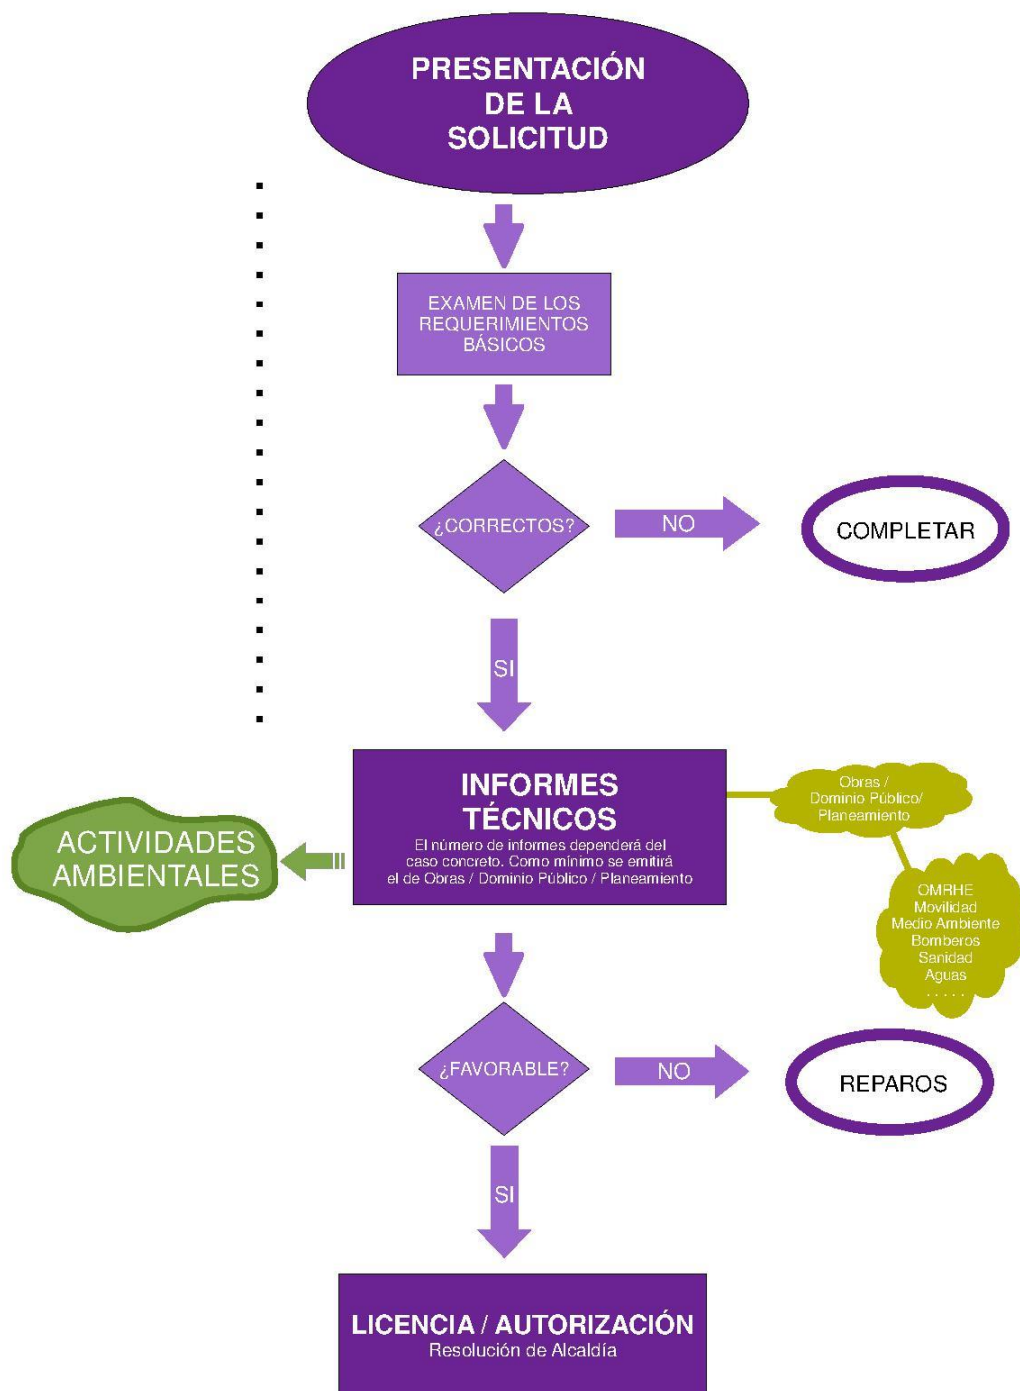 PRESENTACIÓN
DE LA
SOLICITUD
EXAMEN DE LOS
REQUERIMIENTOS
BÁSICOS
¿CORRECTOS?
NO
COMPLETAR
SI
INFORMES
TÉCNICOS
El número de informes dependerá del
caso concreto. Como mínimo se emitirá
el de Obras / Dominio Público / Planeamiento
Obras /
Dominio Público/
Planeamiento
ACTIVIDADES
AMBIENTALES
OMRHE
Movilidad
Medio Ambiente
Bomberos
Sanidad
Aguas
. . . . .
¿FAVORABLE?
NO
REPAROS
SI
LICENCIA / AUTORIZACIÓN
Resolución de Alcaldía